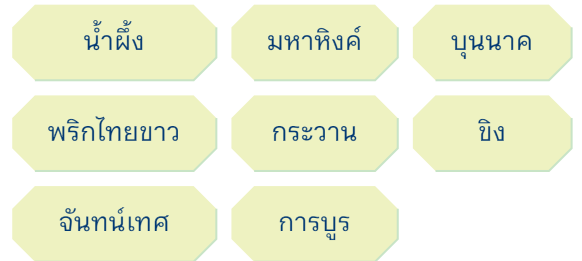 น้ำผึ้ง
มหาหิงค์
บุนนาค
พริกไทยขาว
กระวาน
ขิง
จันทน์เทศ
การบูร